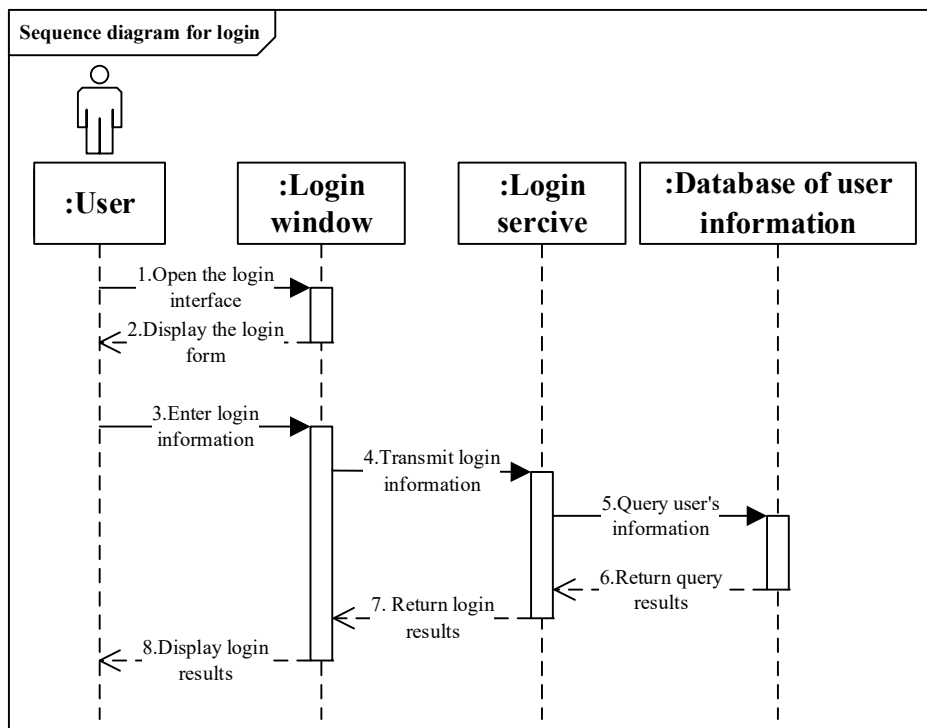 Sequence diagram for login
:User
:Login
window
:Login
sercive
:Database of user
information
1.Open the login
interface
2.Display the login
form
3.Enter login
information
4.Transmit login
information
5.Query user's
information
6.Return query
results
7. Return login
results
8.Display login
results